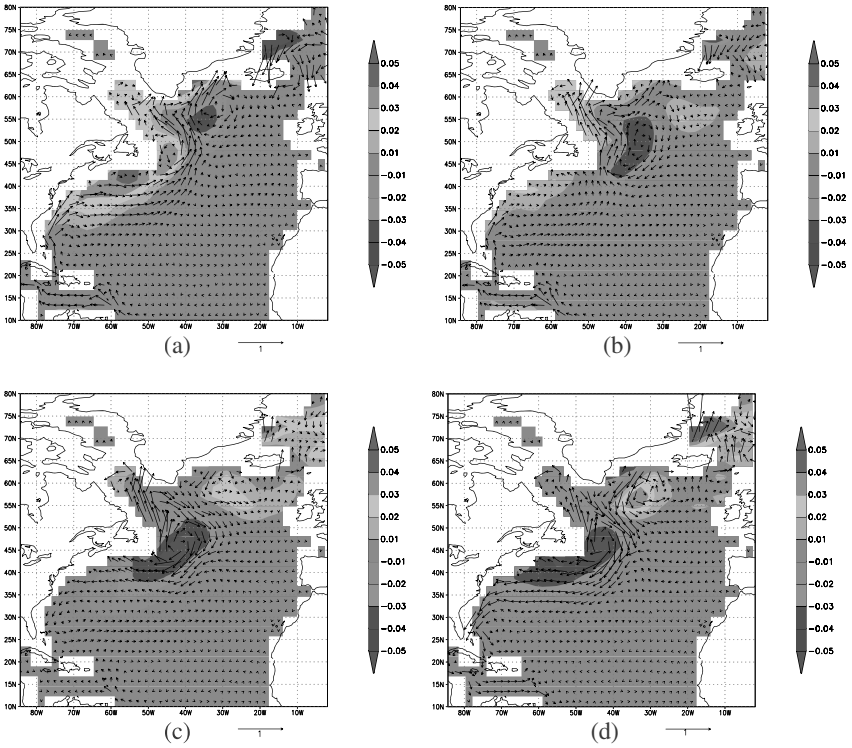 80N 80N
75N 0.05 75N 0.05
70N 0.04 70N 0.04
65N 0.03 65N 0.03
60N 0.02 60N 0.02
55N 0.01 55N 0.01
50N -0.01 50N -0.01
45N -0.02 45N -0.02
40N -0.03 40N -0.03
35N -0.04 35N -0.04
30N -0.05 30N -0.05
25N 25N
20N 20N
15N 15N
10N 10N
80W 70W 60W 50W 40W 30W 20W 10W 80W 70W 60W 50W 40W 30W 20W 10W
(a) 1 (b) 1
80N 80N
75N 0.05 75N 0.05
70N 0.04 70N 0.04
65N 0.03 65N 0.03
60N 0.02 60N 0.02
55N 0.01 55N 0.01
50N -0.01 50N -0.01
45N -0.02 45N -0.02
40N -0.03 40N -0.03
35N -0.04 35N -0.04
30N -0.05 30N -0.05
25N 25N
20N 20N
15N 15N
10N 10N
80W 70W 60W 50W 40W 30W 20W 10W 80W 70W 60W 50W 40W 30W 20W 10W
(c) 1 (d) 1